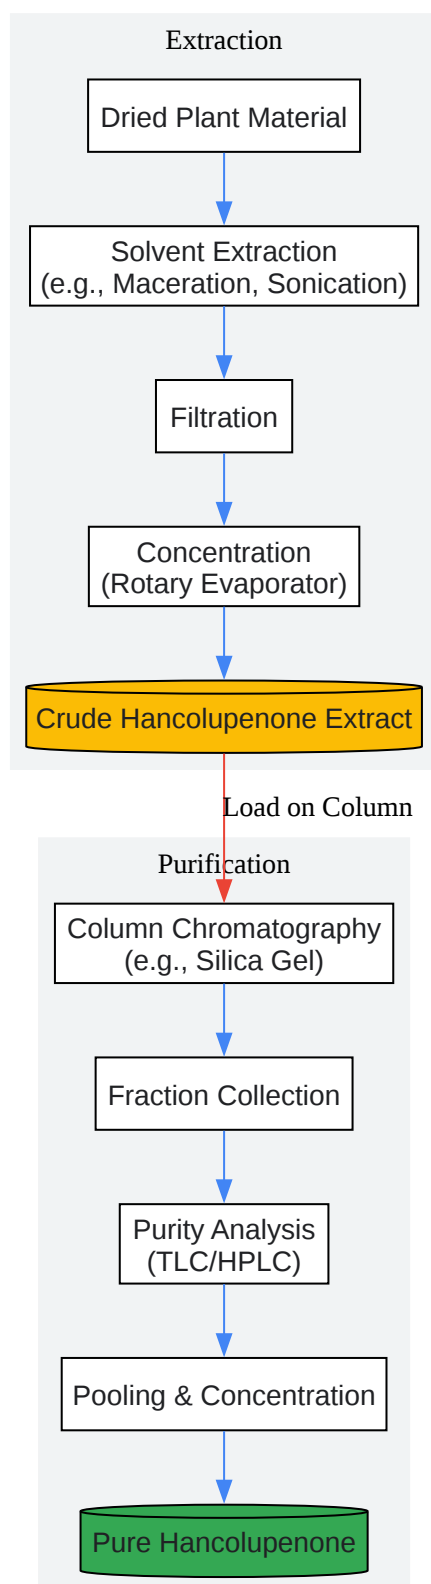 Extraction
Dried Plant Material
Solvent Extraction
(e.g., Maceration, Sonication)
Filtration
Concentration
(Rotary Evaporator)
Crude Hancolupenone Extract
Load on Column
Purification
Column Chromatography
(e.g., Silica Gel)
Fraction Collection
Purity Analysis
(TLC/HPLC)
Pooling & Concentration
Pure Hancolupenone